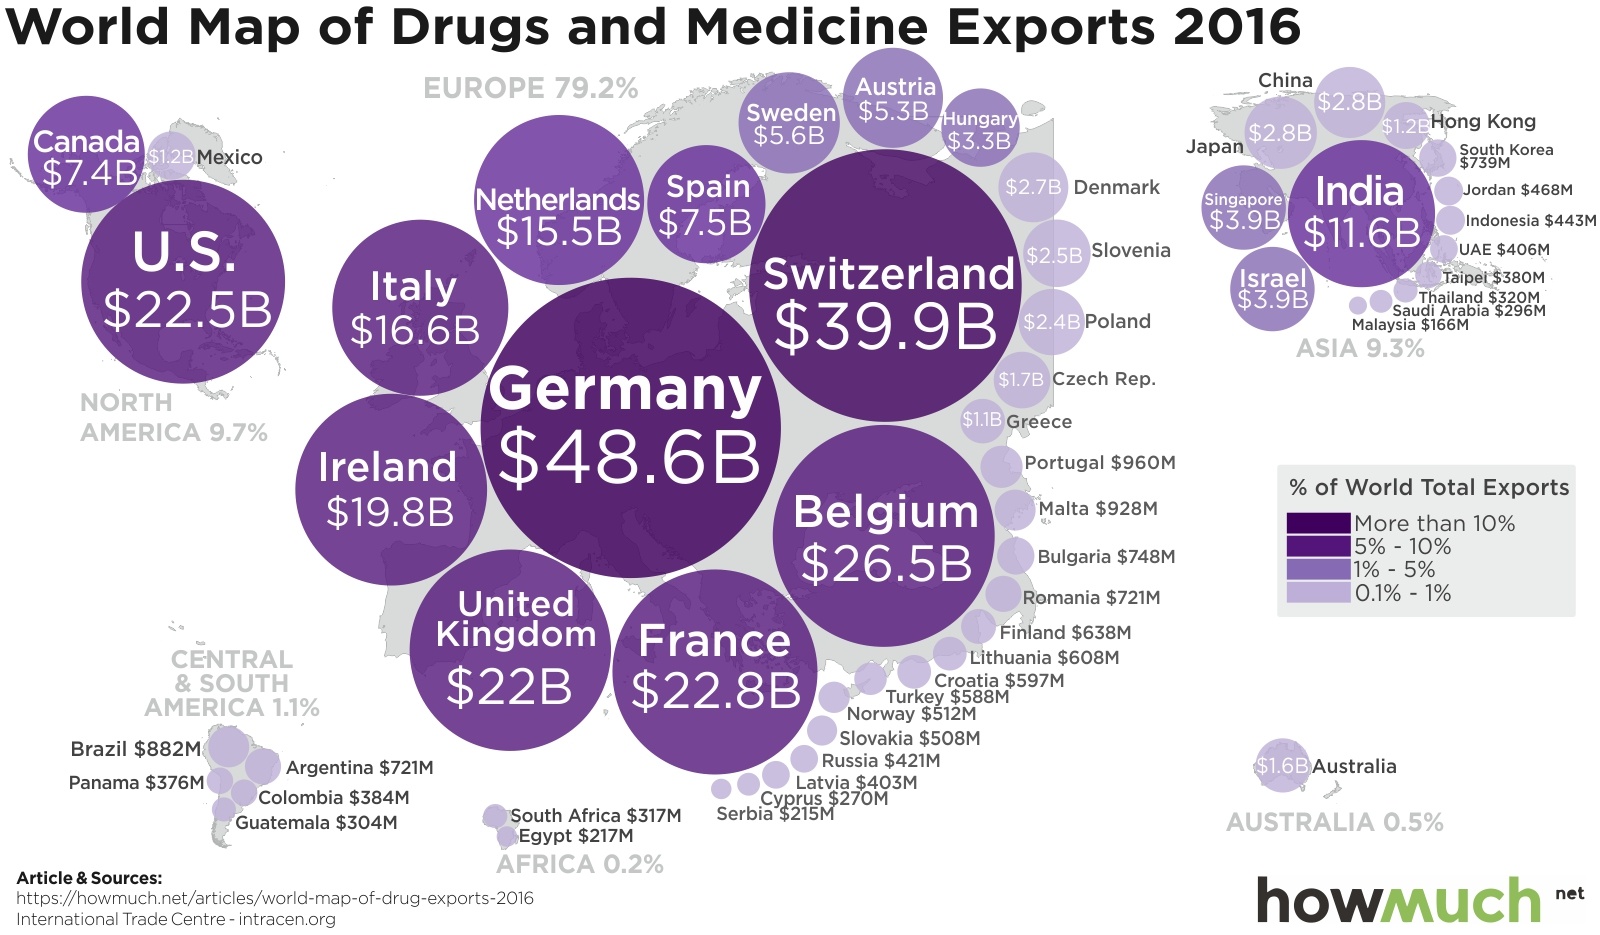 World Map of Drugs and Medicine Exports 2016
Canada
$7.4B
$1.2B Mexico
U.S.
$22.5B
NORTH
AMERICA 9.7%
EUROPE 79.2%
Netherlands
$15.5B
Spain
$7.5B
Sweden
$5.6B
Austria
$5.3B
Hungary
$3.3B
$2.7B Denmark
$2.5B Slovenia
$2.4B Poland
$1.7B Czech Rep.
$1.1B Greece
Italy
$16.6B
Switzerland
$39.9B
Germany
$48.6B
Ireland
$19.8B
Belgium
$26.5B
United
Kingdom
$22B
France
$22.8B
Portugal $960M
Malta $928M
Bulgaria $748M
Romania $721M
Finland $638M
Lithuania $608M
Croatia $597M
Turkey $588M
Norway $512M
Slovakia $508M
Russia $421M
Latvia $403M
Cyprus $270M
Serbia $215M
China
$2.8B
$2.8B
Japan
$1.2B Hong Kong
South Korea
$739M
Jordan $468M
Indonesia $443M
UAE $406M
Taipei $380M
Thailand $320M
Saudi Arabia $296M
Malaysia $166M
India
$11.6B
Singapore
$3.9B
Israel
$3.9B
ASIA 9.3%
% of World Total Exports
More than 10%
5% - 10%
1% - 5%
0.1% - 1%
CENTRAL
& SOUTH
AMERICA 1.1%
Brazil $882M
Argentina $721M
Panama $376M
Colombia $384M
Guatemala $304M
South Africa $317M
Egypt $217M
AFRICA 0.2%
$1.6B Australia
AUSTRALIA 0.5%
Article & Sources:
https://howmuch.net/articles/world-map-of-drug-exports-2016
International Trade Centre - intracen.org
howmuch net